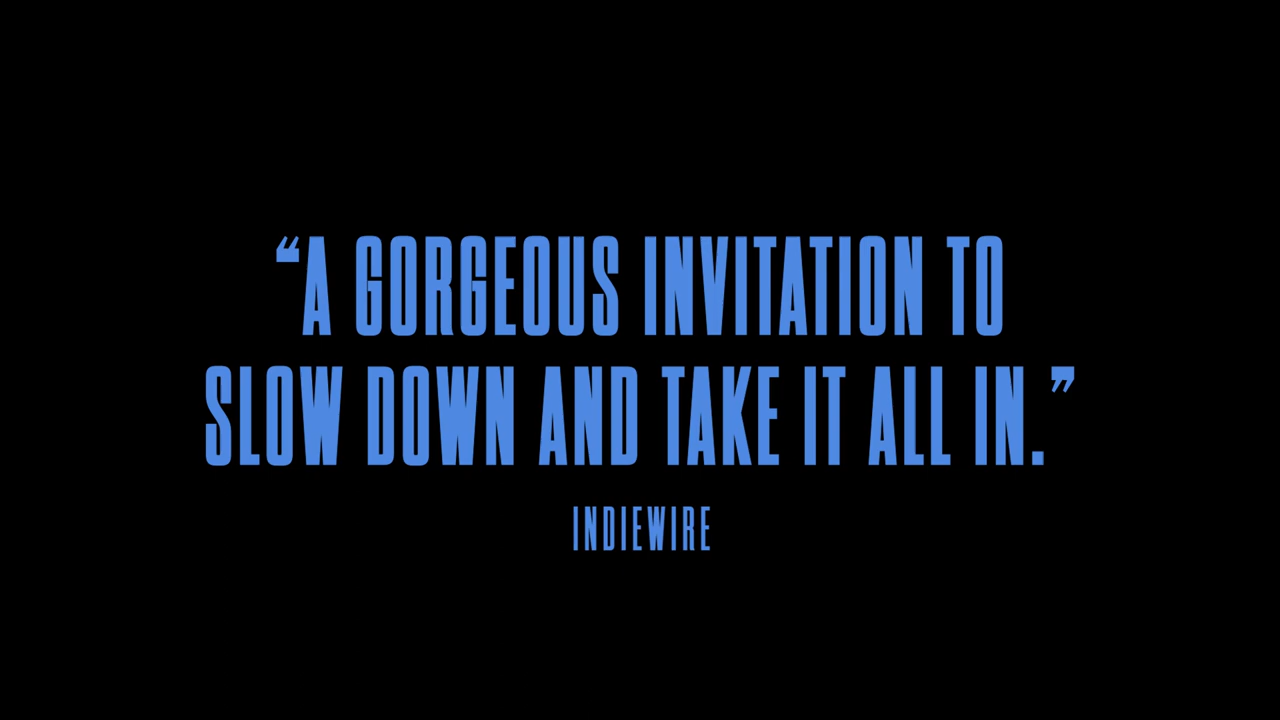 “A GORGEOUS INVITATION TO
SLOW DOWN AND TAKE IT ALL IN.”
INDIEWIRE